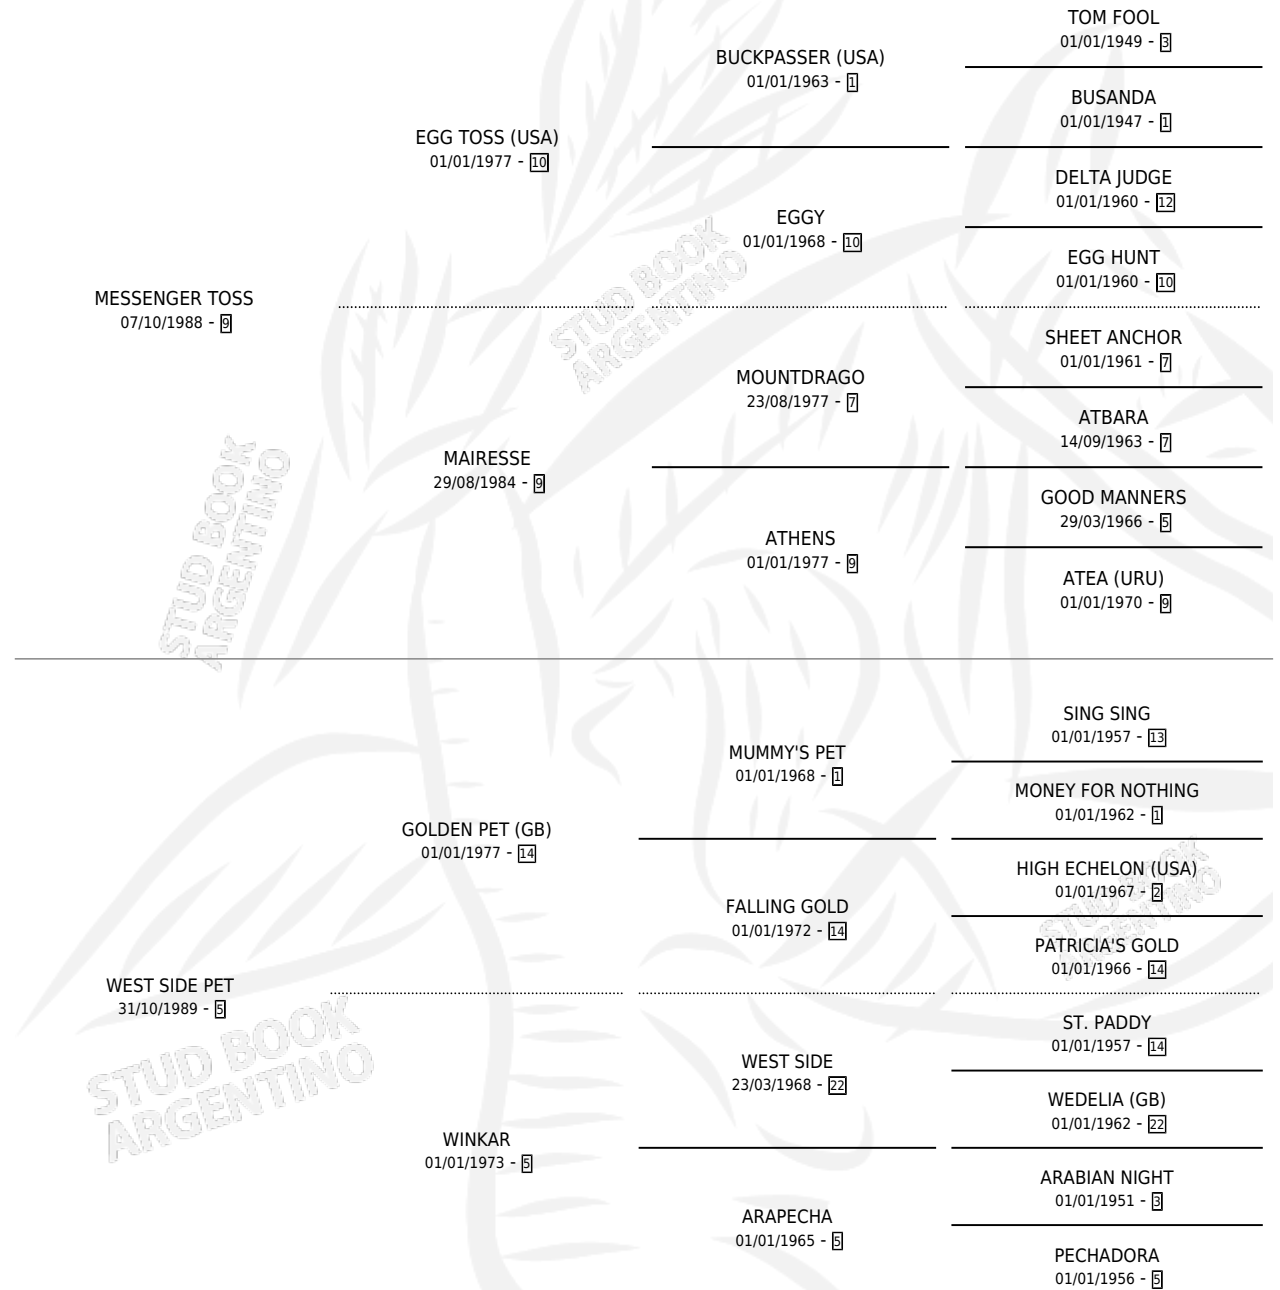 TOM FOOL
01/01/1949 - 3
BUCKPASSER (USA)
01/01/1963 - 1
BUSANDA
01/01/1947 - 1
EGG TOSS (USA)
01/01/1977 - 10
DELTA JUDGE
01/01/1960 - 12
EGGY
01/01/1968 - 10
EGG HUNT
01/01/1960 - 10
MESSENGER TOSS
07/10/1988 - 9
STUD BOOK
ARGENTINO
SHEET ANCHOR
01/01/1961 - 7
MOUNTDRAGO
23/08/1977 - 7
ATBARA
14/09/1963 - 7
MAIRESSE
29/08/1984 - 9
GOOD MANNERS
29/03/1966 - 5
ATHENS
01/01/1977 - 9
ATEA (URU)
01/01/1970 - 9
STUD BOOK
ARGENTINO
SING SING
01/01/1957 - 13
MUMMY'S PET
01/01/1968 - 1
MONEY FOR NOTHING
01/01/1962 - 1
GOLDEN PET (GB)
01/01/1977 - 14
HIGH ECHELON (USA)
01/01/1967 - 2
STUD BOOK
ARGENTINO
FALLING GOLD
01/01/1972 - 14
PATRICIA'S GOLD
01/01/1966 - 14
WEST SIDE PET
31/10/1989 - 5
STUD BOOK
ARGENTINO
ST. PADDY
01/01/1957 - 14
WEST SIDE
23/03/1968 - 22
WEDELIA (GB)
01/01/1962 - 22
WINKAR
01/01/1973 - 5
ARABIAN NIGHT
01/01/1951 - 3
ARAPECHA
01/01/1965 - 5
PECHADORA
01/01/1956 - 5